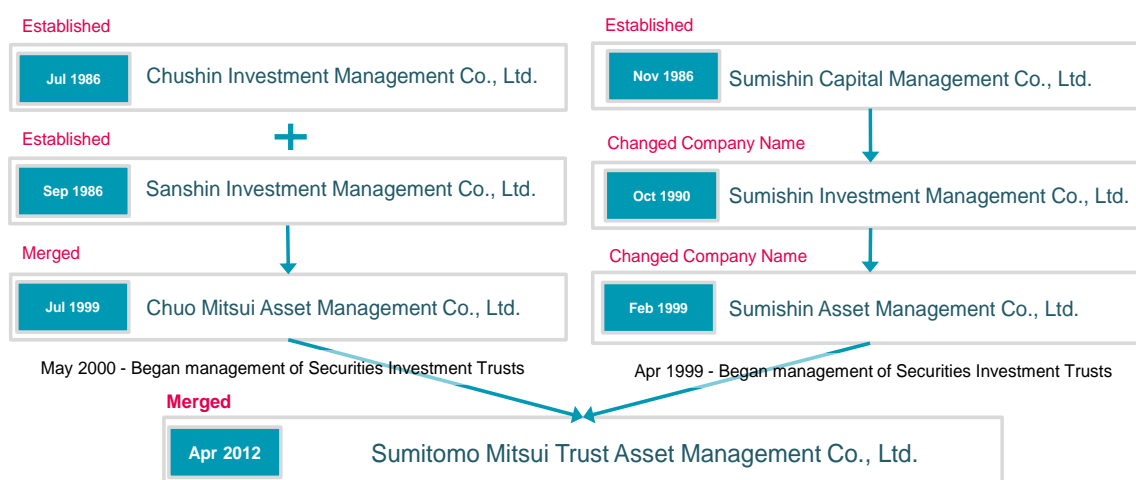 Established
Jul 1986
Chushin Investment Management Co., Ltd.
+
Established
Sep 1986
Sanshin Investment Management Co., Ltd.
Merged
Jul 1999
Chuo Mitsui Asset Management Co., Ltd.
May 2000 - Began management of Securities Investment Trusts
Established
Nov 1986
Sumishin Capital Management Co., Ltd.
Changed Company Name
Oct 1990
Sumishin Investment Management Co., Ltd.
Changed Company Name
Feb 1999
Sumishin Asset Management Co., Ltd.
Apr 1999 - Began management of Securities Investment Trusts
Merged
Apr 2012
Sumitomo Mitsui Trust Asset Management Co., Ltd.